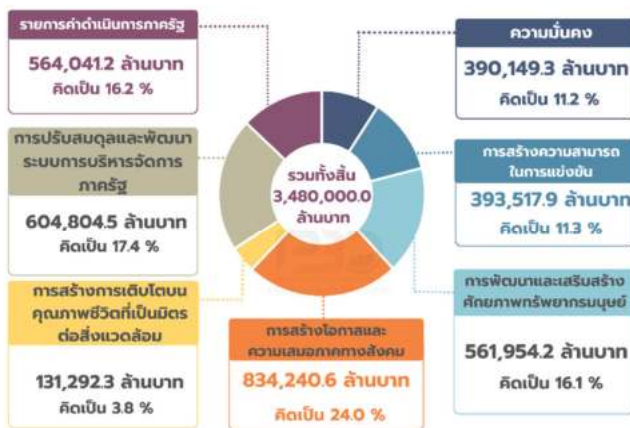 รายการค่าดำเนินการภาครัฐ
564,041.2 ล้านบาท
คิดเป็น 16.2 %
ความมั่นคง
390,149.3 ล้านบาท
คิดเป็น 11.2 %
การปรับสมดุลและพัฒนา
ระบบการบริหารจัดการ
ภาครัฐ
604,804.5 ล้านบาท
คิดเป็น 17.4 %
รวมทั้งสิ้น
3,480,000.0
ล้านบาท
การสร้างความสามารถ
ในการแข่งขัน
393,517.9 ล้านบาท
คิดเป็น 11.3 %
การสร้างการเติบโตบน
คุณภาพชีวิตที่เป็นมิตร
ต่อสิ่งแวดล้อม
131,292.3 ล้านบาท
คิดเป็น 3.8 %
การสร้างโอกาสและ
ความเสมอภาคทางสังคม
834,240.6 ล้านบาท
คิดเป็น 24.0 %
การพัฒนาและเสริมสร้าง
ศักยภาพทรัพยากรมนุษย์
561,954.2 ล้านบาท
คิดเป็น 16.1 %